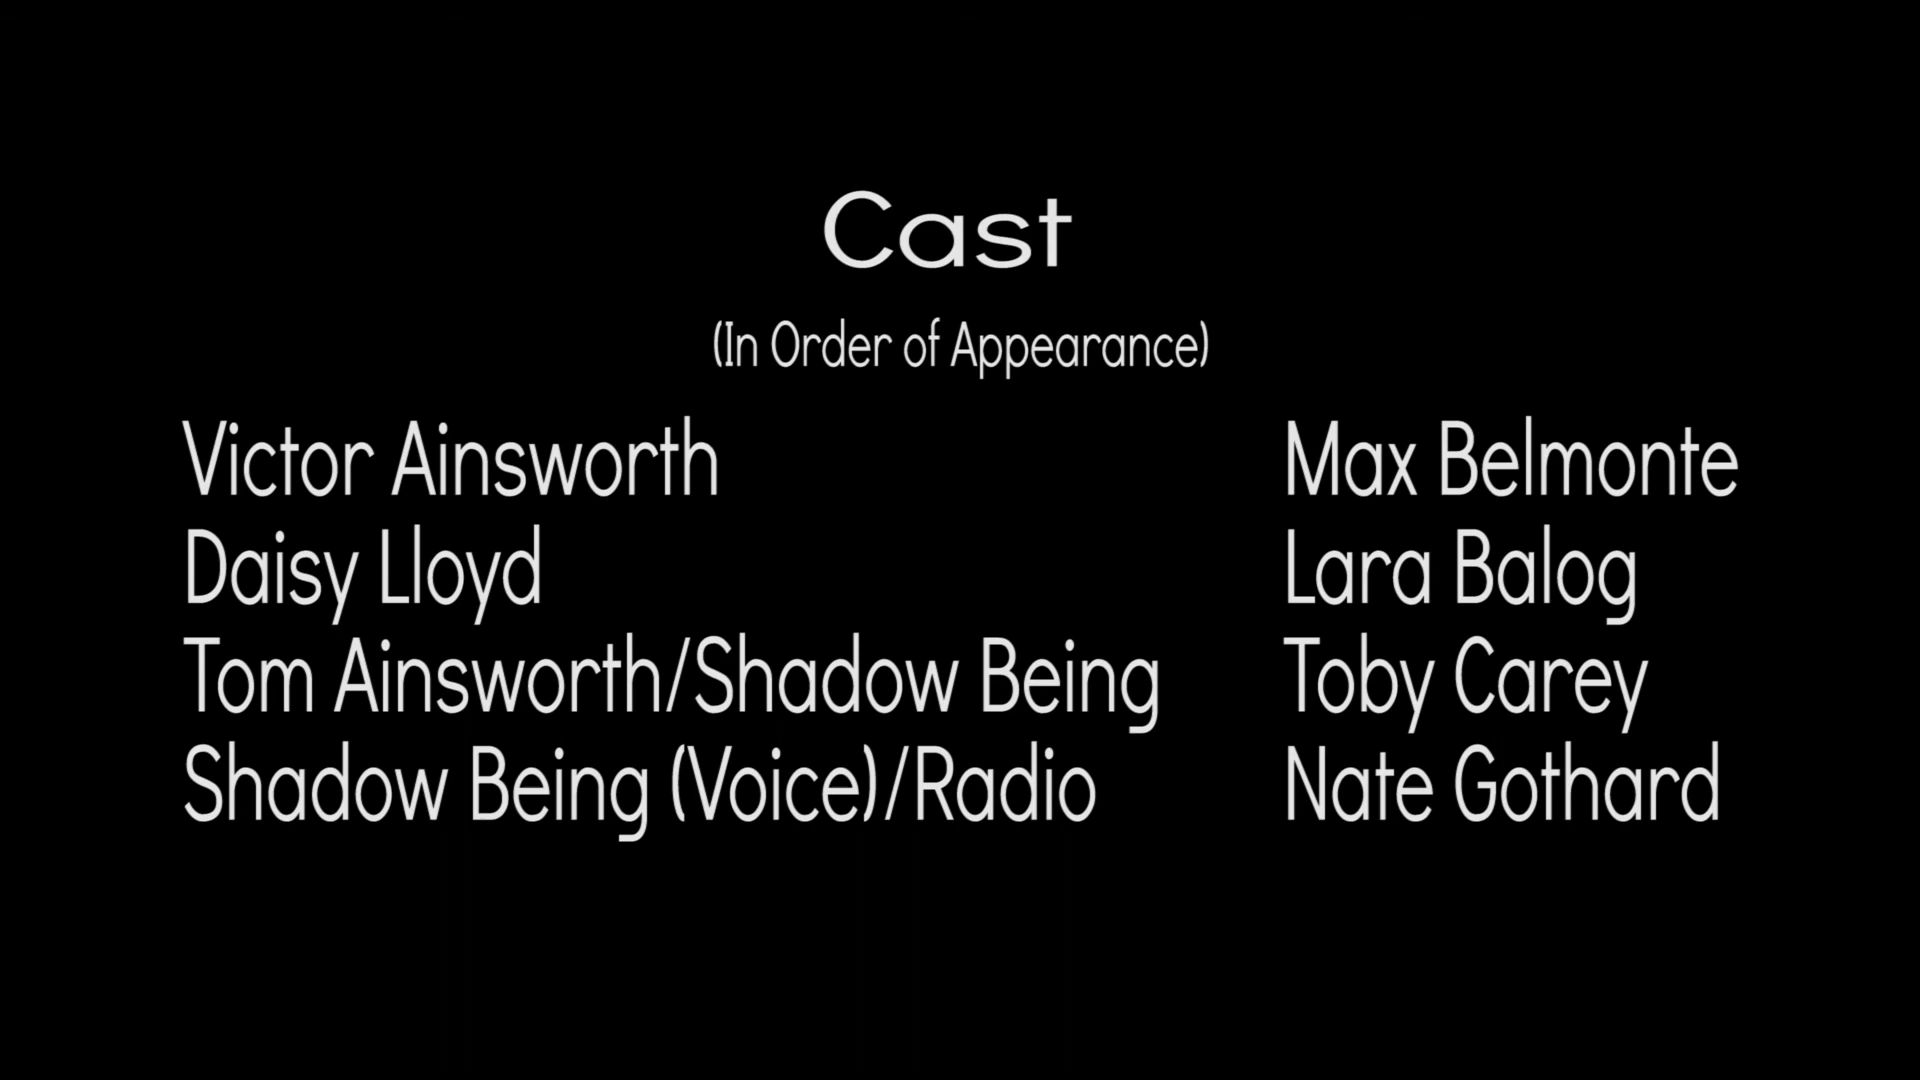 Cast
(In Order of Appearance)
Victor Ainsworth Max Belmonte
Daisy Lloyd Lara Balog
Tom Ainsworth/Shadow Being Toby Carey
Shadow Being (Voice)/Radio Nate Gothard